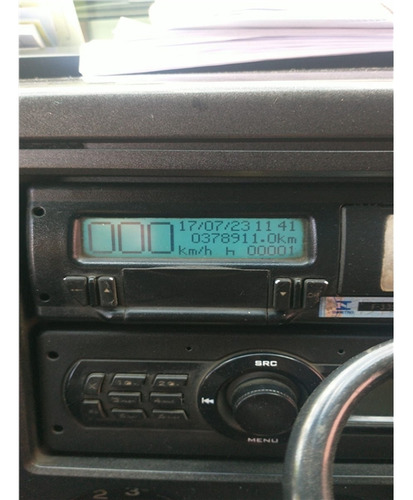 000
17/07/23 11 41
0378911.0km
km/h h 00001
SRC
MENU